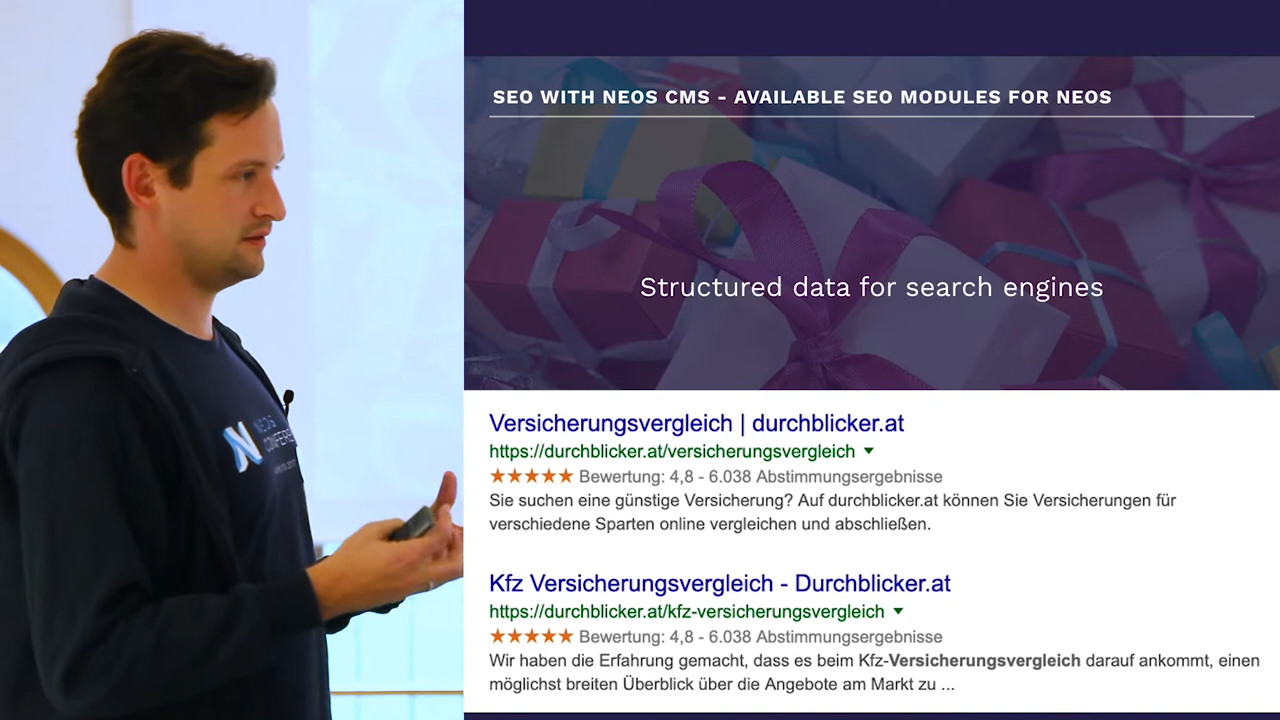 SEO WITH NEOS CMS - AVAILABLE SEO MODULES FOR NEOS
Structured data for search engines
Versicherungsvergleich | durchblicker.at
https://durchblicker.at/versicherungsvergleich
Bewertung: 4,8 - 6.038 Abstimmungsergebnisse
Sie suchen eine günstige Versicherung? Auf durchblicker.at können Sie Versicherungen für
verschiedene Sparten online vergleichen und abschließen.
Kfz Versicherungsvergleich - Durchblicker.at
https://durchblicker.at/kfz-versicherungsvergleich
Bewertung: 4,8 - 6.038 Abstimmungsergebnisse
Wir haben die Erfahrung gemacht, dass es beim Kfz-Versicherungsvergleich darauf ankommt, einen
möglichst breiten Überblick über die Angebote am Markt zu ...
N NEOS